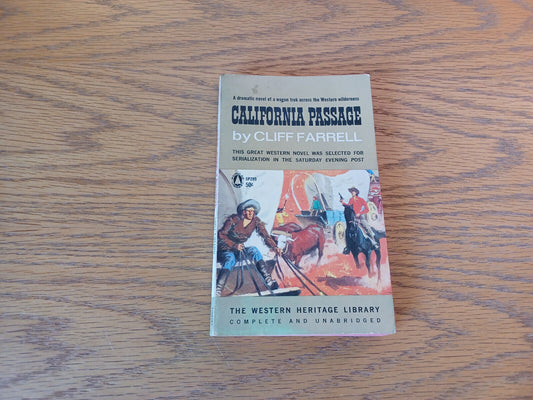 A dramatic novel of a wagon trek across the Western wilderness
CALIFORNIA PASSAGE
by CLIFF FARRELL
THIS GREAT WESTERN NOVEL WAS SELECTED FOR
SERIALIZATION IN THE SATURDAY EVENING POST
50¢
THE WESTERN HERITAGE LIBRARY
COMPLETE AND UNABRIDGED